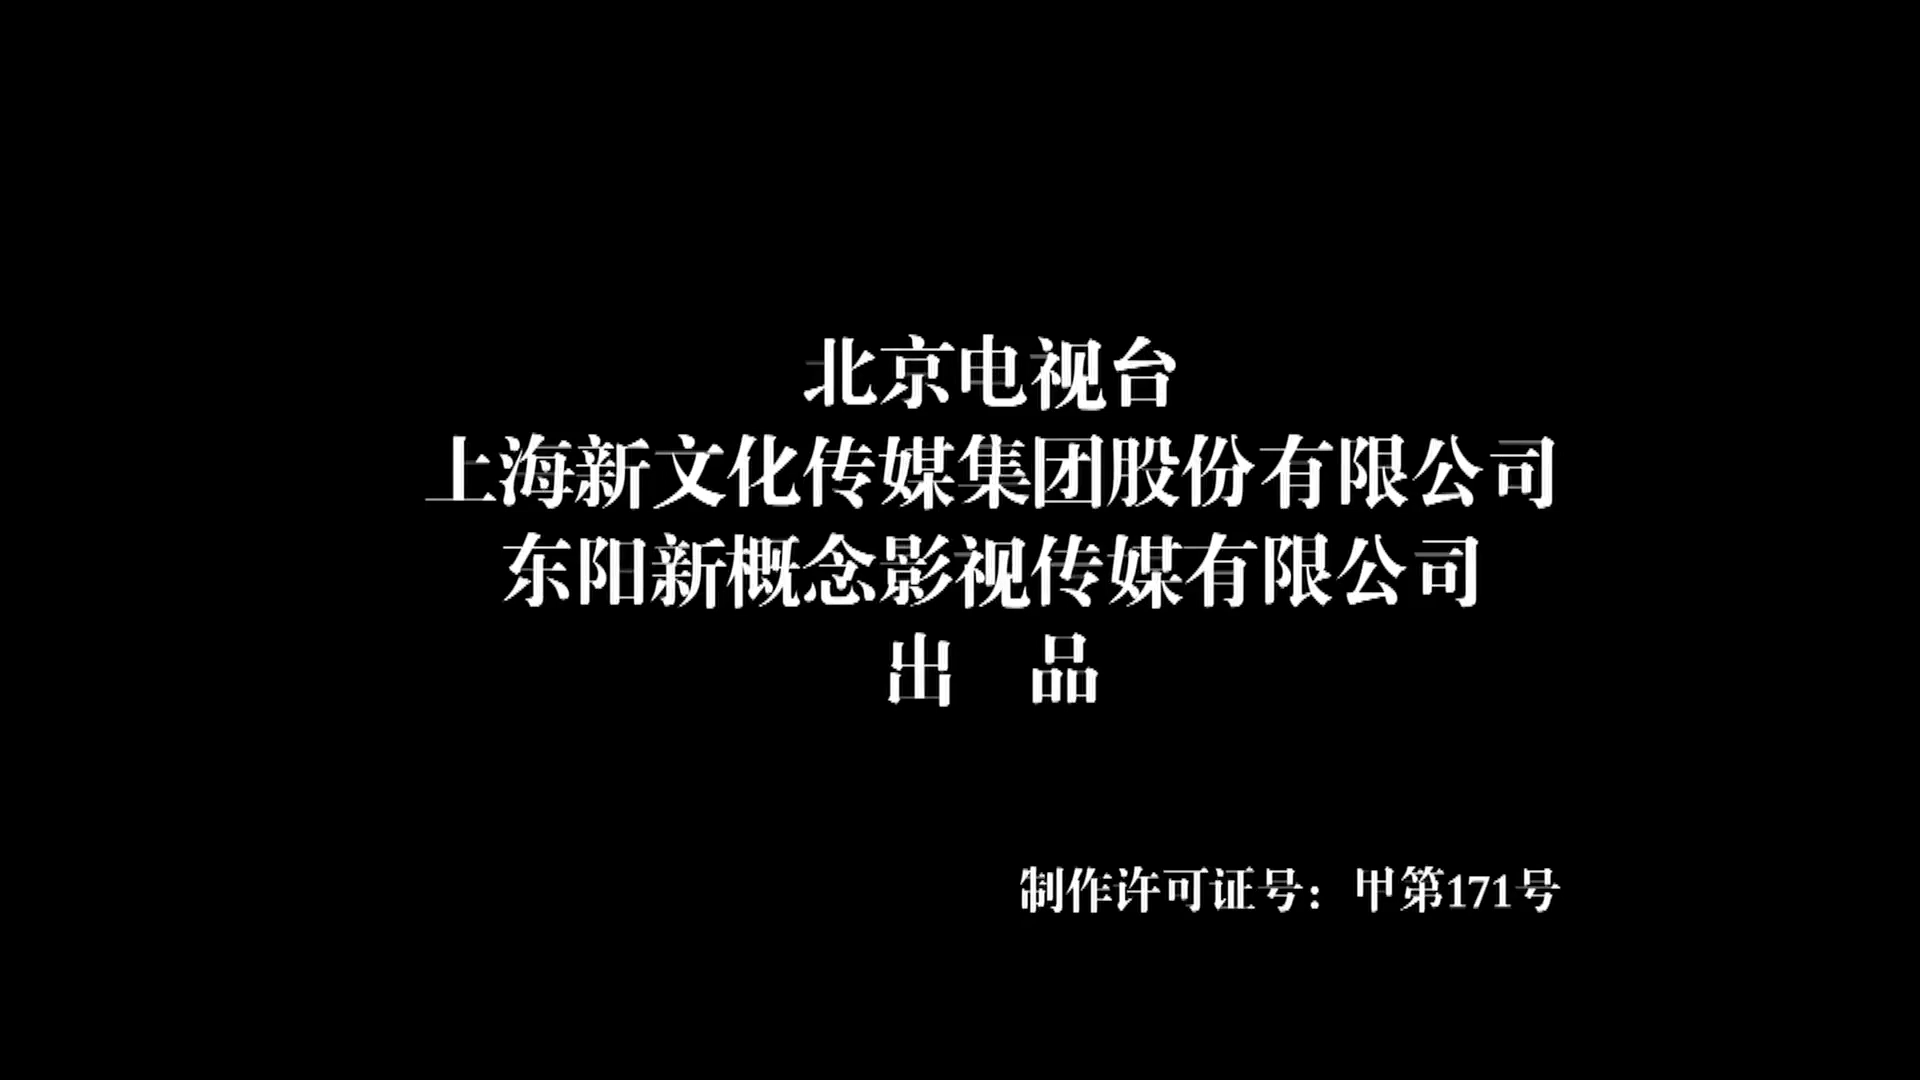 北京电视台
上海新文化传媒集团股份有限公司
东阳新概念影视传媒有限公司
出 品
制作许可证号：甲第171号